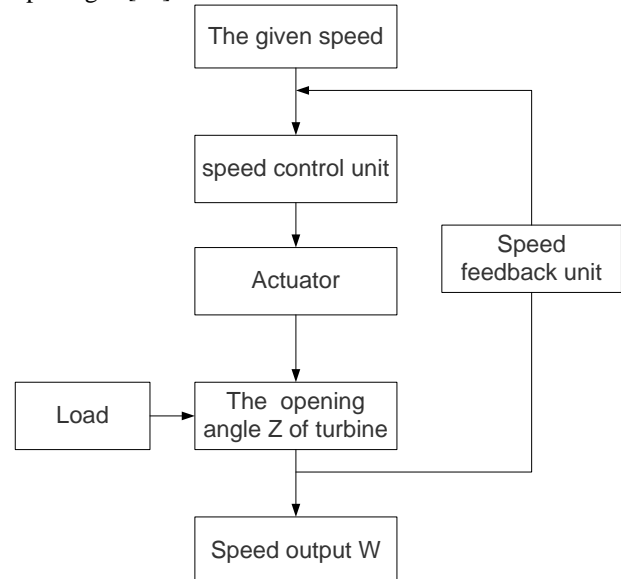 The given speed
speed control unit
Speed
feedback unit
Actuator
Load
The opening
angle Z of turbine
Speed output W